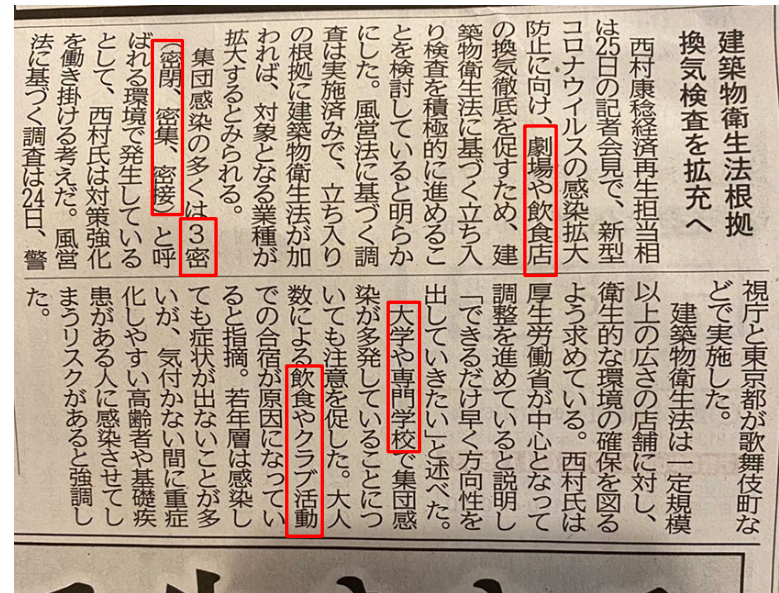 建築物衛生法根拠
換気検査を拡充へ
西村康稔経済再生担当相
は25日の記者会見で、新型
コロナウイルスの感染拡大
防止に向け、劇場や飲食店
の換気徹底を促すため、建
築物衛生法に基づく立ち入
り検査を積極的に進めるこ
とを検討していると明らか
にした。風営法に基づく調
査は実施済みで、立ち入り
の根拠に建築物衛生法が加
われば、対象となる業種が
拡大するとみられる。
集団感染の多くは3密
（密閉、密集、密接）と呼
ばれる環境で発生している
として、西村氏は対策強化
を働き掛ける考えだ。風営
法に基づく調査は24日、警
視庁と東京都が歌舞伎町な
どで実施した。
建築物衛生法は一定規模
以上の広さの店舗に対し、
衛生的な環境の確保を図る
よう求めている。西村氏は
厚生労働省が中心となって
調整を進めていると説明し
「できるだけ早く方向性を
出していきたい」と述べた。
大学や専門学校で集団感
染が多発していることにつ
いても注意を促した。大人
数による飲食やクラブ活動
での合宿が原因になってい
ると指摘。若年層は感染し
ても症状が出ないことが多
いが、気付かない間に重症
化しやすい高齢者や基礎疾
患がある人に感染させてし
まうリスクがあると強調し
た。